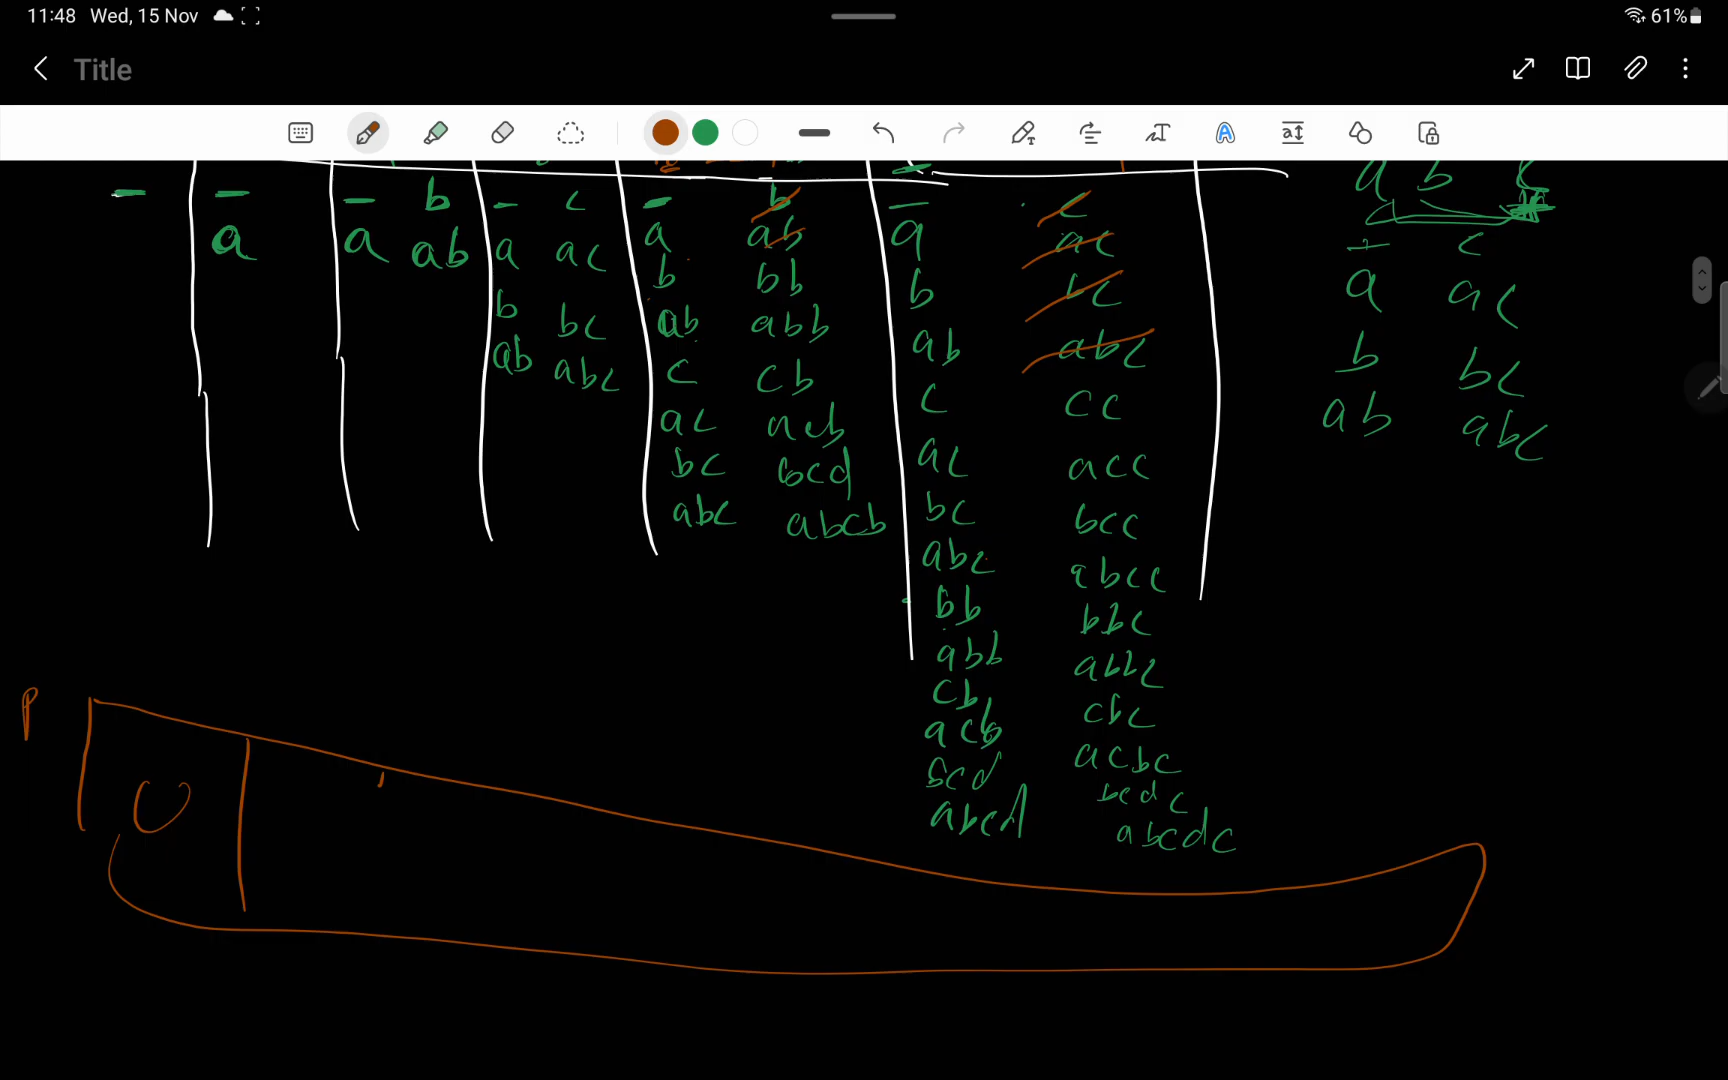 11:48 Wed, 15 Nov 61%
Title
a b c
— — — b — c — b — c — c
a a ab a ac a ab a ac a ac
b bc b bb b bc b bc
ab abc ab abb ab abc ab abc
c cb c cc
ac acb ac acc
bc bcd bc bcc
abc abcb abc abcc
bb bbc
abb abbc
cb cbc
acb acbc
bcd bcdc
abcd abcdc
P
0